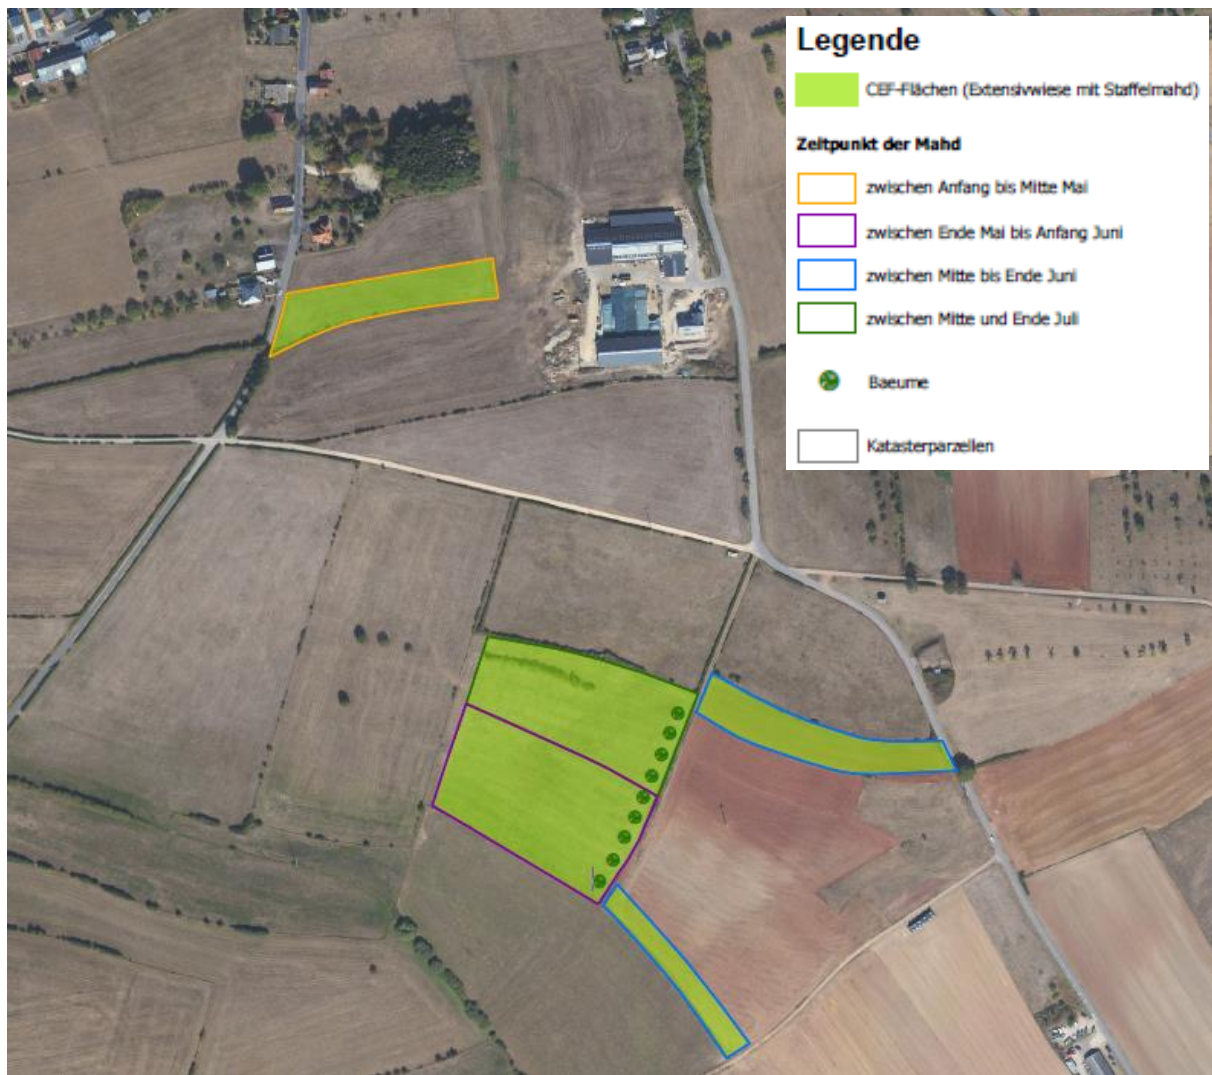 Legende
CEF-Flächen (Extensivwiese mit Staffelmahd)
Zeitpunkt der Mahd
zwischen Anfang bis Mitte Mai
zwischen Ende Mai bis Anfang Juni
zwischen Mitte bis Ende Juni
zwischen Mitte und Ende Juli
Baeume
Katasterparzellen